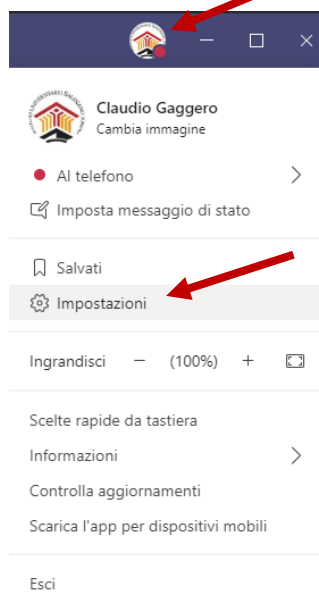 Claudio Gaggero
Cambia immagine
Al telefono
Imposta messaggio di stato
Salvati
Impostazioni
Ingrandisci − (100%) +
Scelte rapide da tastiera
Informazioni
Controlla aggiornamenti
Scarica l'app per dispositivi mobili
Esci